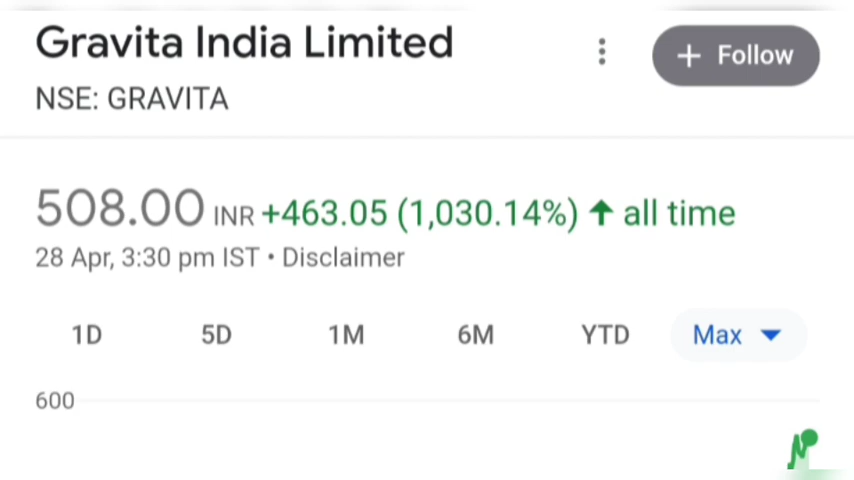 Gravita India Limited
+ Follow
NSE: GRAVITA
508.00 INR +463.05 (1,030.14%) ↑ all time
28 Apr, 3:30 pm IST • Disclaimer
1D 5D 1M 6M YTD Max
600